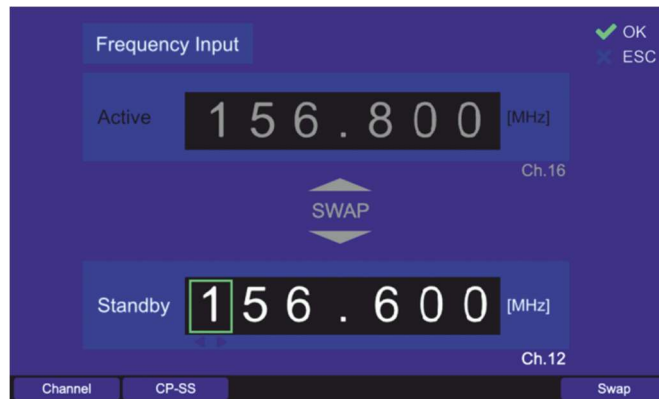 Frequency Input
OK
ESC
Active 156.800 [MHz]
Ch.16
SWAP
Standby 156.600 [MHz]
Ch.12
Channel CP-SS Swap